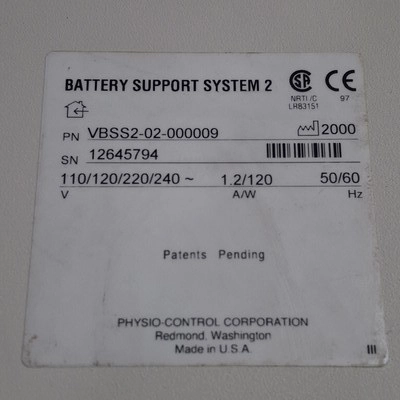 BATTERY SUPPORT SYSTEM 2
NRTL/C 97
LR83151
PN VBSS2-02-000009 2000
SN 12645794
110/120/220/240 ~ 1.2/120 50/60
V A/W Hz
Patents Pending
PHYSIO-CONTROL CORPORATION
Redmond, Washington
Made in U.S.A.
III